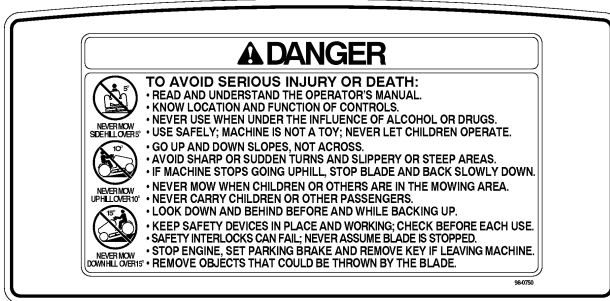 DANGER
TO AVOID SERIOUS INJURY OR DEATH:
• READ AND UNDERSTAND THE OPERATOR'S MANUAL.
• KNOW LOCATION AND FUNCTION OF CONTROLS.
• NEVER USE WHEN UNDER THE INFLUENCE OF ALCOHOL OR DRUGS.
• USE SAFELY; MACHINE IS NOT A TOY; NEVER LET CHILDREN OPERATE.
• GO UP AND DOWN SLOPES, NOT ACROSS.
• AVOID SHARP OR SUDDEN TURNS AND SLIPPERY OR STEEP AREAS.
• IF MACHINE STOPS GOING UPHILL, STOP BLADE AND BACK SLOWLY DOWN.
• NEVER MOW WHEN CHILDREN OR OTHERS ARE IN THE MOWING AREA.
• NEVER CARRY CHILDREN OR OTHER PASSENGERS.
• LOOK DOWN AND BEHIND BEFORE AND WHILE BACKING UP.
• KEEP SAFETY DEVICES IN PLACE AND WORKING; CHECK BEFORE EACH USE.
• SAFETY INTERLOCKS CAN FAIL; NEVER ASSUME BLADE IS STOPPED.
• STOP ENGINE, SET PARKING BRAKE AND REMOVE KEY IF LEAVING MACHINE.
• REMOVE OBJECTS THAT COULD BE THROWN BY THE BLADE.
5°
NEVER MOW
SIDE HILL OVER 5°
10°
NEVER MOW
UPHILL OVER 10°
15°
NEVER MOW
DOWN HILL OVER 15°
98-0750